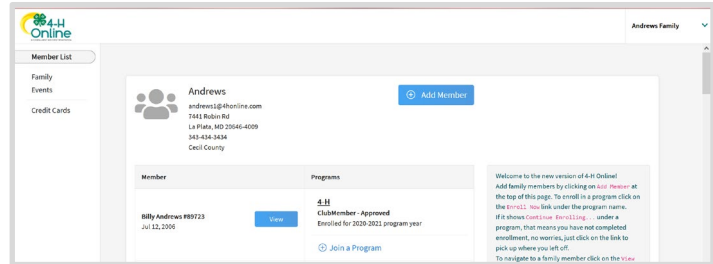 4-H
Online
Andrews Family
Member List
Family
Events
Credit Cards
Andrews
andrews1@4honline.com
7441 Robin Rd
La Plata, MD 20646-4009
343-434-3434
Cecil County
Add Member
Member
Programs
Billy Andrews #89723
Jul 12, 2006
View
4-H
ClubMember - Approved
Enrolled for 2020-2021 program year
Join a Program
Welcome to the new version of 4-H Online!
Add family members by clicking on Add Member at
the top of this page. To enroll in a program click on
the Enroll Now link under the program name.
If it shows Continue Enrolling... under a
program, that means you have not completed
enrollment, no worries, just click on the link to
pick up where you left off.
To navigate to a family member click on the View